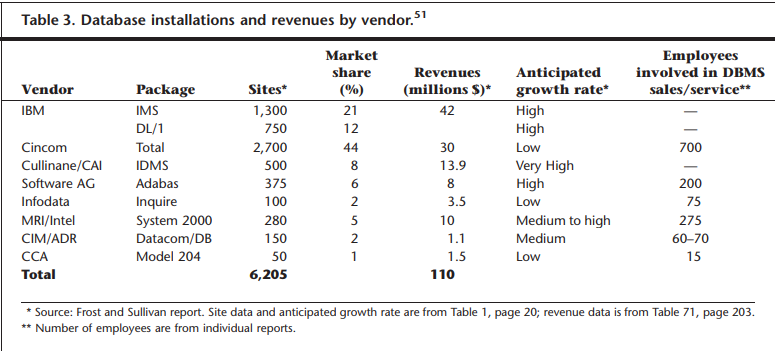 Table 3. Database installations and revenues by vendor.51
Market Employees
share Revenues Anticipated involved in DBMS
Vendor Package Sites* (%) (millions $)* growth rate* sales/service**
IBM IMS 1,300 21 42 High —
DL/1 750 12 High —
Cincom Total 2,700 44 30 Low 700
Cullinane/CAI IDMS 500 8 13.9 Very High —
Software AG Adabas 375 6 8 High 200
Infodata Inquire 100 2 3.5 Low 75
MRI/Intel System 2000 280 5 10 Medium to high 275
CIM/ADR Datacom/DB 150 2 1.1 Medium 60–70
CCA Model 204 50 1 1.5 Low 15
Total 6,205 110
* Source: Frost and Sullivan report. Site data and anticipated growth rate are from Table 1, page 20; revenue data is from Table 71, page 203.
** Number of employees are from individual reports.